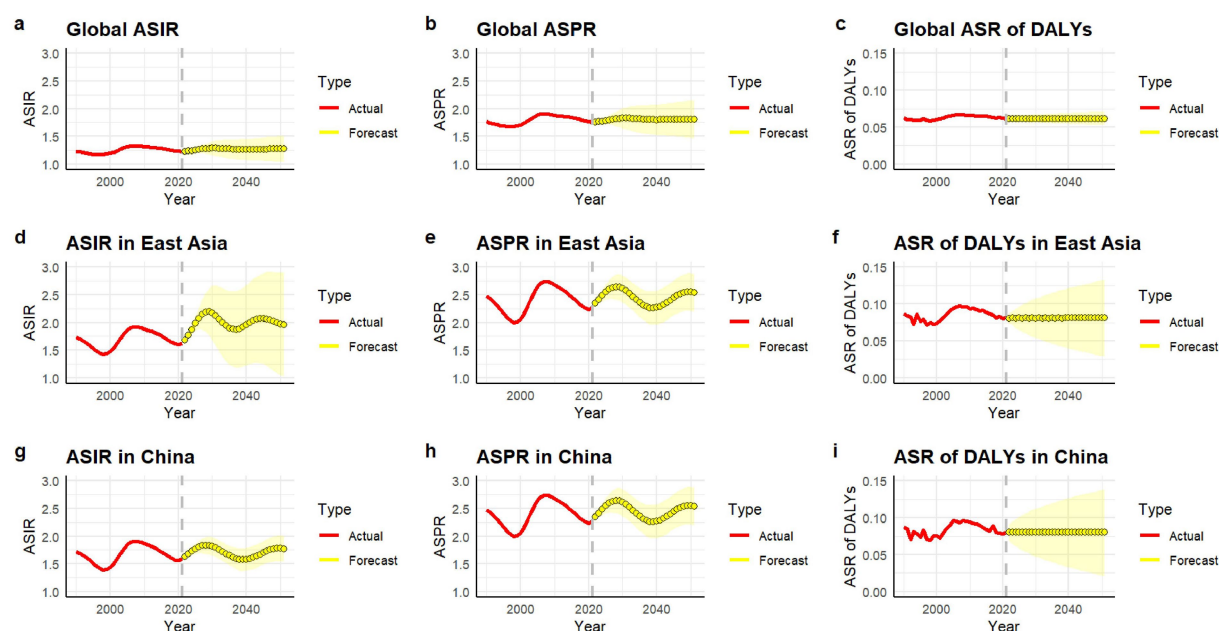 a Global ASIR
3.0
2.5
2.0
1.5
1.0
ASIR
2000 2020 2040
Year
Type
Actual
Forecast
b Global ASPR
3.0
2.5
2.0
1.5
1.0
ASPR
2000 2020 2040
Year
Type
Actual
Forecast
c Global ASR of DALYs
0.15
0.10
0.05
0.00
ASR of DALYs
2000 2020 2040
Year
Type
Actual
Forecast
d ASIR in East Asia
3.0
2.5
2.0
1.5
1.0
ASIR
2000 2020 2040
Year
Type
Actual
Forecast
e ASPR in East Asia
3.0
2.5
2.0
1.5
1.0
ASPR
2000 2020 2040
Year
Type
Actual
Forecast
f ASR of DALYs in East Asia
0.15
0.10
0.05
0.00
ASR of DALYs
2000 2020 2040
Year
Type
Actual
Forecast
g ASIR in China
3.0
2.5
2.0
1.5
1.0
ASIR
2000 2020 2040
Year
Type
Actual
Forecast
h ASPR in China
3.0
2.5
2.0
1.5
1.0
ASPR
2000 2020 2040
Year
Type
Actual
Forecast
i ASR of DALYs in China
0.15
0.10
0.05
0.00
ASR of DALYs
2000 2020 2040
Year
Type
Actual
Forecast